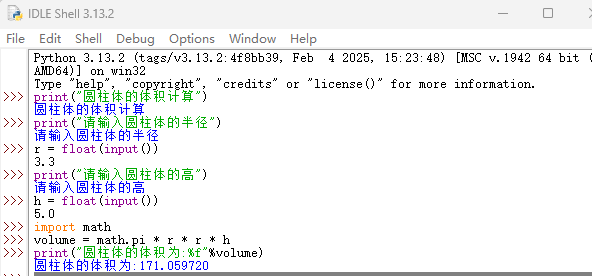 IDLE Shell 3.13.2
File Edit Shell Debug Options Window Help
Python 3.13.2 (tags/v3.13.2:4f8bb39, Feb  4 2025, 15:23:48) [MSC v.1942 64 bit (
AMD64)] on win32
Type "help", "copyright", "credits" or "license()" for more information.
>>> print("圆柱体的体积计算")
圆柱体的体积计算
>>> print("请输入圆柱体的半径")
请输入圆柱体的半径
>>> r = float(input())
3.3
>>> print("请输入圆柱体的高")
请输入圆柱体的高
>>> h = float(input())
5.0
>>> import math
>>> volume = math.pi * r * r * h
>>> print("圆柱体的体积为:%f"%volume)
圆柱体的体积为:171.059720